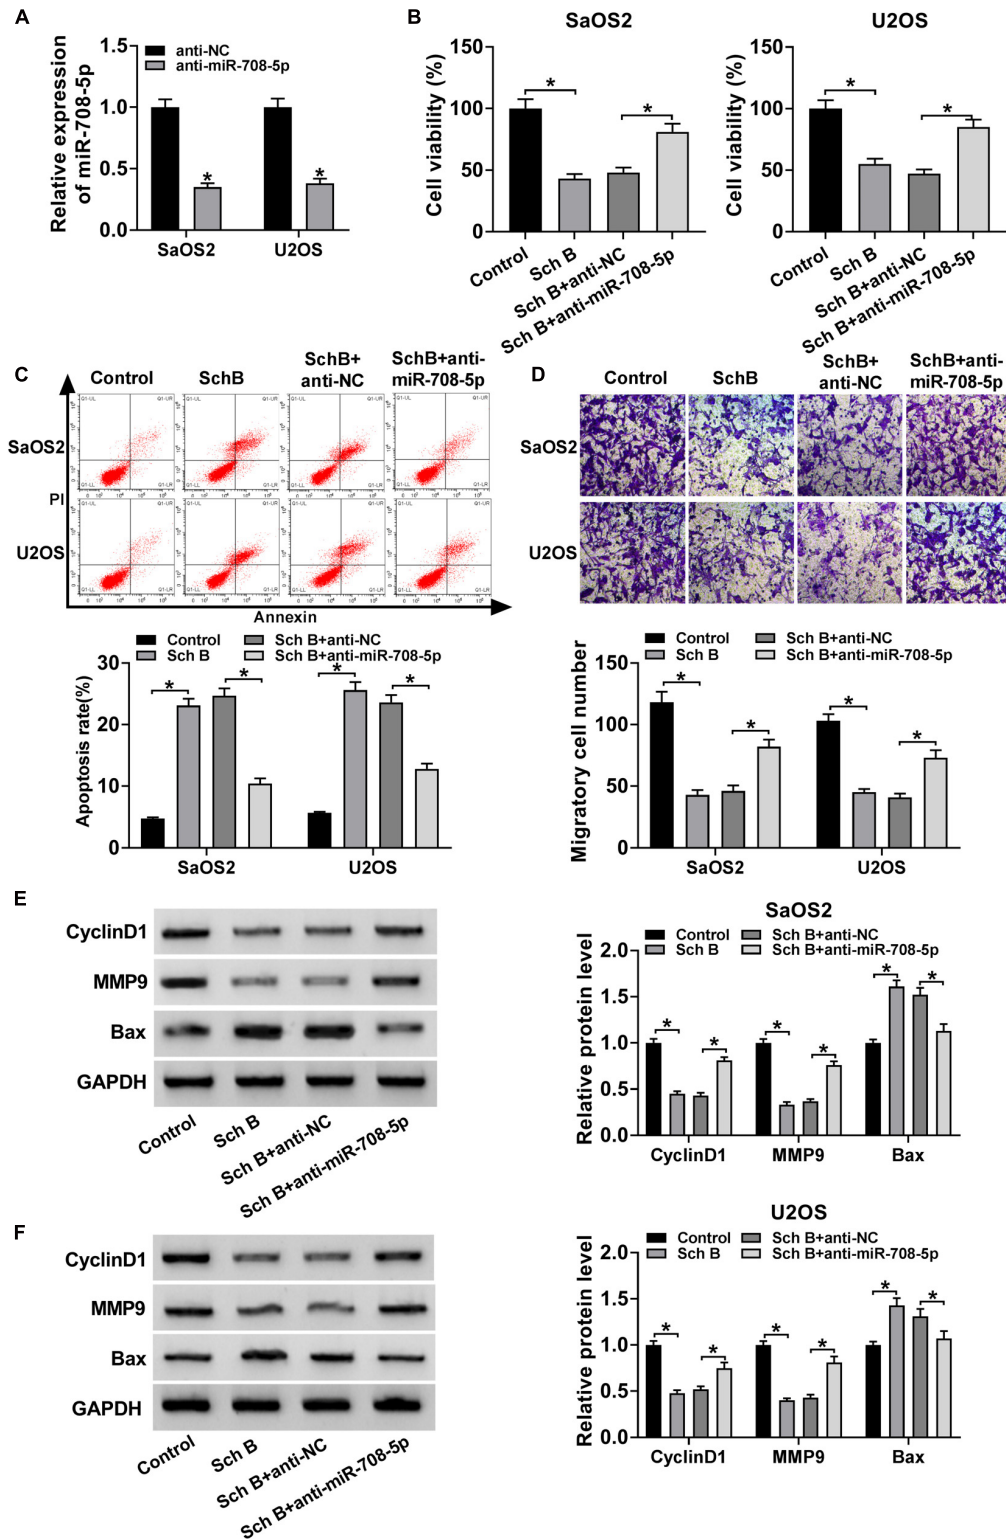 A
Relative expression
of miR-708-5p
1.5
1.0
0.5
0.0
anti-NC
anti-miR-708-5p
*
*
SaOS2
U2OS
B
SaOS2
Cell viability (%)
150
100
50
0
*
*
Control
Sch B
Sch B+anti-NC
Sch B+anti-miR-708-5p
U2OS
Cell viability (%)
150
100
50
0
*
*
Control
Sch B
Sch B+anti-NC
Sch B+anti-miR-708-5p
C
Control
SchB
SchB+
anti-NC
SchB+anti-
miR-708-5p
SaOS2
PI
U2OS
Annexin
Control
Sch B
Sch B+anti-NC
Sch B+anti-miR-708-5p
Apoptosis rate(%)
30
20
10
0
*
*
*
*
SaOS2
U2OS
D
Control
SchB
SchB+
anti-NC
SchB+anti-
miR-708-5p
SaOS2
U2OS
Control
Sch B
Sch B+anti-NC
Sch B+anti-miR-708-5p
Migratory cell number
150
100
50
0
*
*
*
*
SaOS2
U2OS
E
CyclinD1
MMP9
Bax
GAPDH
Control
Sch B
Sch B+anti-NC
Sch B+anti-miR-708-5p
SaOS2
Control
Sch B
Sch B+anti-NC
Sch B+anti-miR-708-5p
Relative protein level
2.0
1.5
1.0
0.5
0.0
*
*
*
*
*
*
CyclinD1
MMP9
Bax
F
CyclinD1
MMP9
Bax
GAPDH
Control
Sch B
Sch B+anti-NC
Sch B+anti-miR-708-5p
U2OS
Control
Sch B
Sch B+anti-NC
Sch B+anti-miR-708-5p
Relative protein level
2.0
1.5
1.0
0.5
0.0
*
*
*
*
*
*
CyclinD1
MMP9
Bax